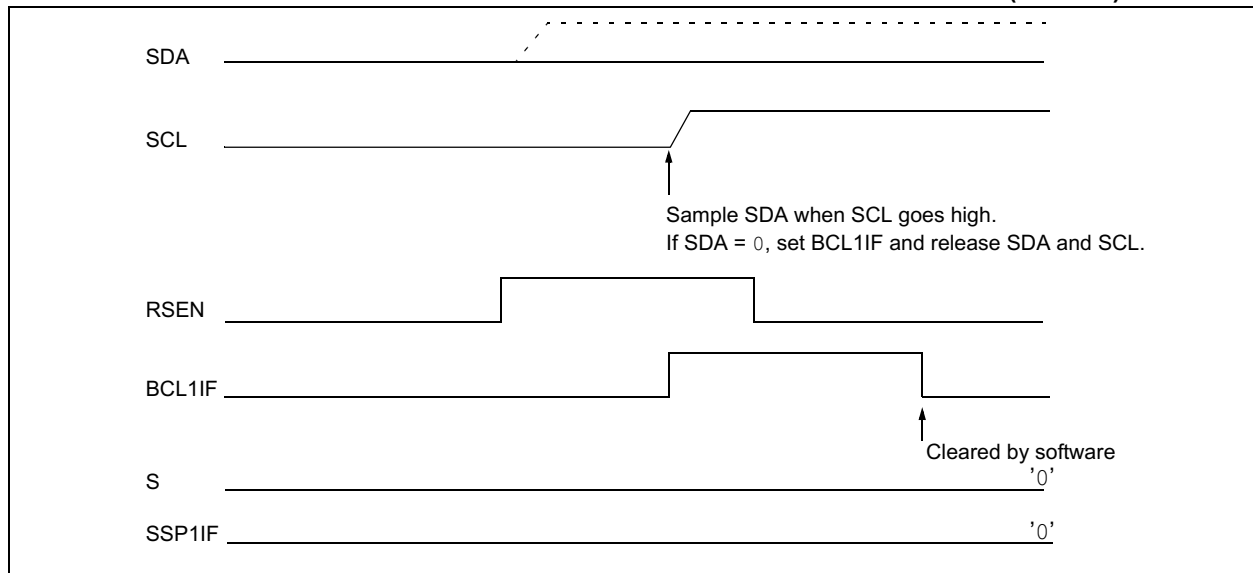 SDA
SCL
Sample SDA when SCL goes high.
If SDA = 0, set BCL1IF and release SDA and SCL.
RSEN
BCL1IF
Cleared by software
S
'0'
SSP1IF
'0'